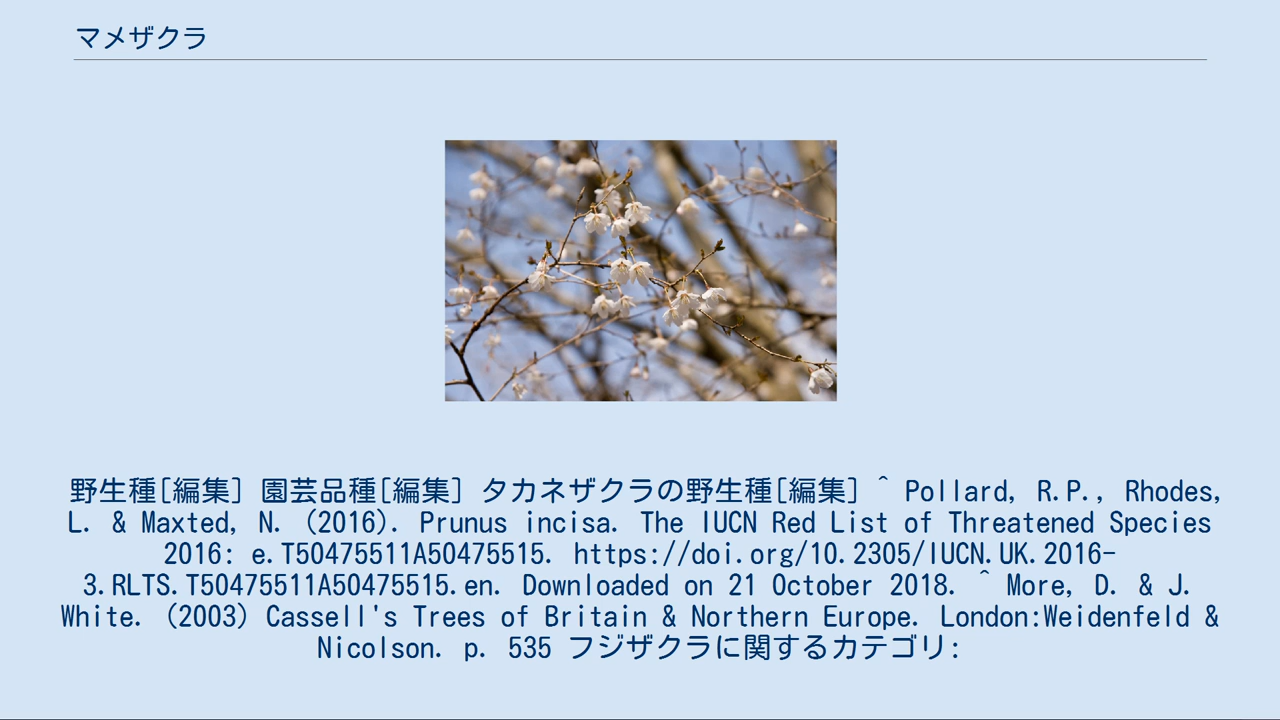 マメザクラ
野生種[編集] 園芸品種[編集] タカネザクラの野生種[編集] ^ Pollard, R.P., Rhodes,
L. & Maxted, N. (2016). Prunus incisa. The IUCN Red List of Threatened Species
2016: e.T50475511A50475515. https://doi.org/10.2305/IUCN.UK.2016-
3.RLTS.T50475511A50475515.en. Downloaded on 21 October 2018. ^ More, D. & J.
White. (2003) Cassell's Trees of Britain & Northern Europe. London:Weidenfeld &
Nicolson. p. 535 フジザクラに関するカテゴリ: